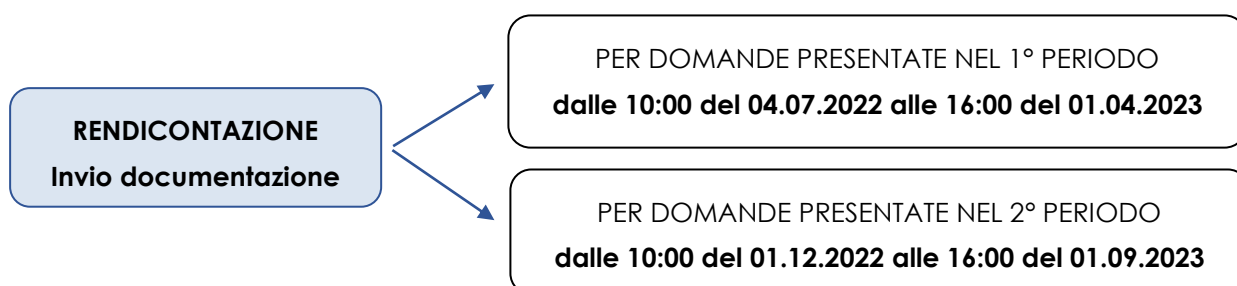 RENDICONTAZIONE
Invio documentazione
PER DOMANDE PRESENTATE NEL 1° PERIODO
dalle 10:00 del 04.07.2022 alle 16:00 del 01.04.2023
PER DOMANDE PRESENTATE NEL 2° PERIODO
dalle 10:00 del 01.12.2022 alle 16:00 del 01.09.2023